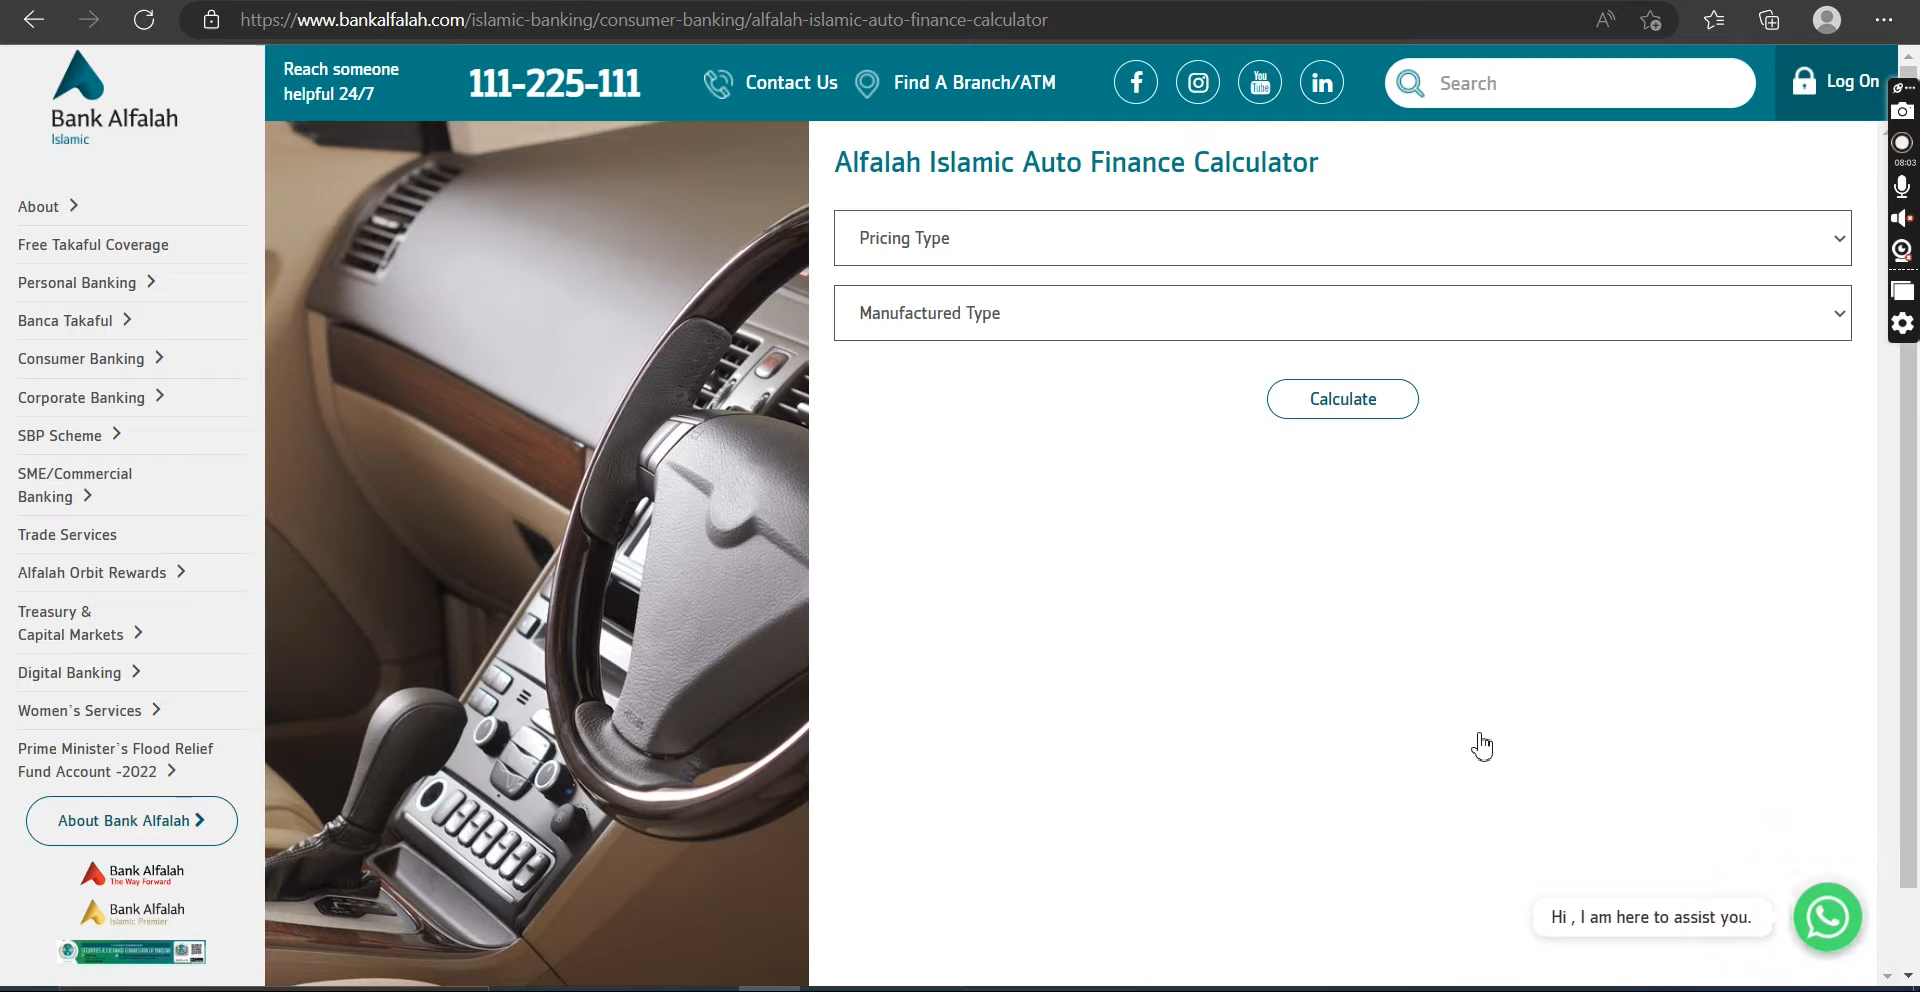 https://www.bankalfalah.com/islamic-banking/consumer-banking/alfalah-islamic-auto-finance-calculator
Bank Alfalah
Islamic
Reach someone
helpful 24/7
111-225-111
Contact Us
Find A Branch/ATM
You
Tube
in
Search
Log On
08:03
About
Free Takaful Coverage
Personal Banking
Banca Takaful
Consumer Banking
Corporate Banking
SBP Scheme
SME/Commercial
Banking
Trade Services
Alfalah Orbit Rewards
Treasury &
Capital Markets
Digital Banking
Women's Services
Prime Minister's Flood Relief
Fund Account -2022
About Bank Alfalah
Bank Alfalah
The Way Forward
Bank Alfalah
Islamic Premier
Alfalah Islamic Auto Finance Calculator
Pricing Type
Manufactured Type
Calculate
Hi , I am here to assist you.